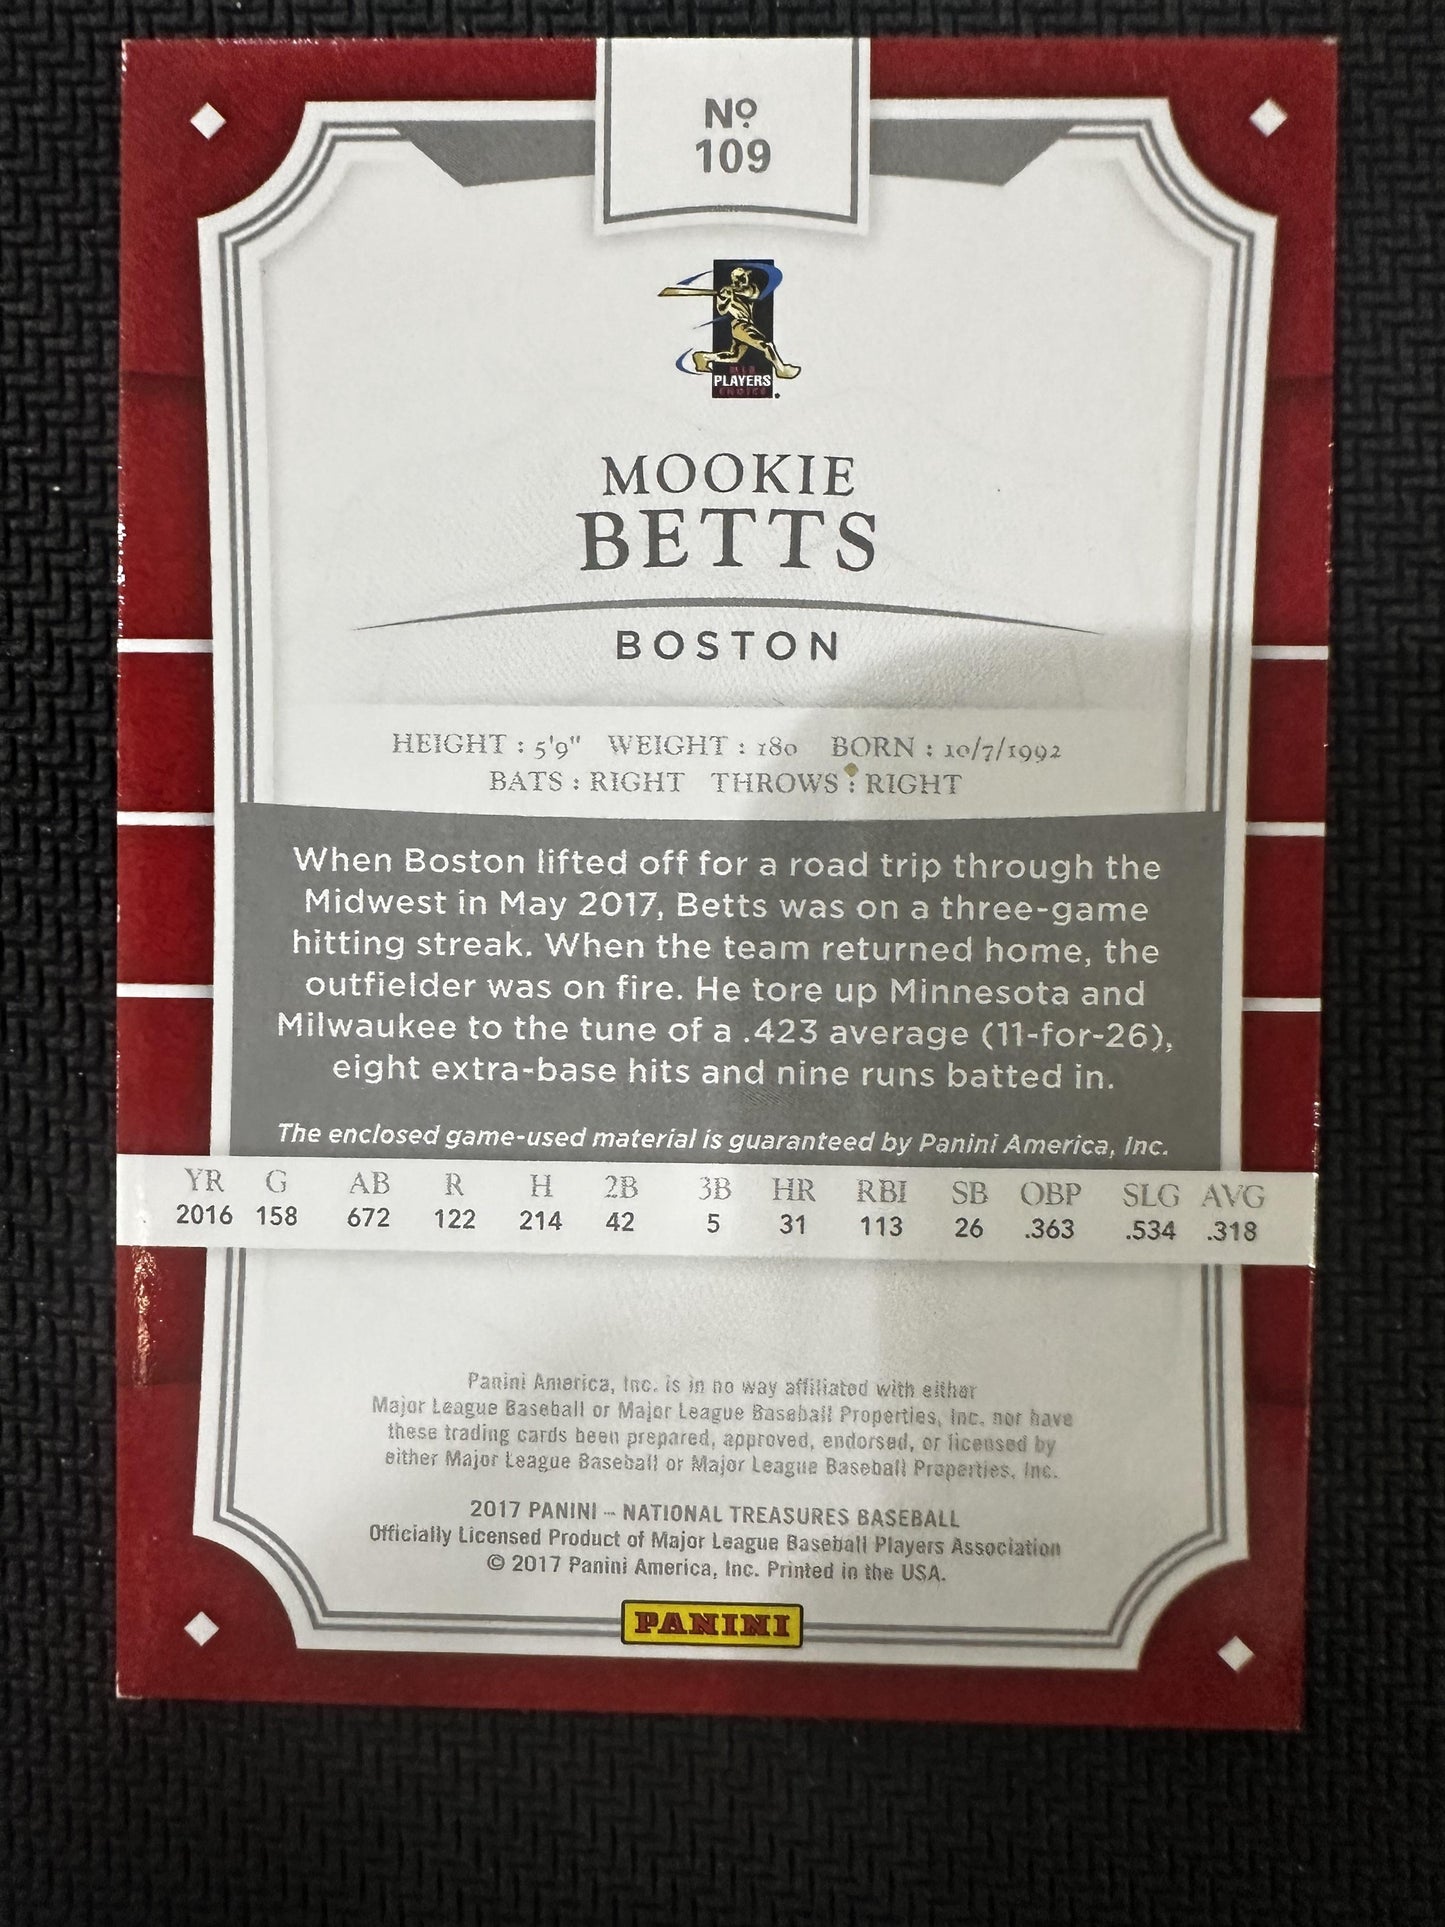 Nº
109
MLB
PLAYERS
CHOICE
MOOKIE
BETTS
BOSTON
HEIGHT : 5'9" WEIGHT : 180 BORN : 10/7/1992
BATS : RIGHT THROWS : RIGHT
When Boston lifted off for a road trip through the
Midwest in May 2017, Betts was on a three-game
hitting streak. When the team returned home, the
outfielder was on fire. He tore up Minnesota and
Milwaukee to the tune of a .423 average (11-for-26),
eight extra-base hits and nine runs batted in.
The enclosed game-used material is guaranteed by Panini America, Inc.
YR G AB R H 2B 3B HR RBI SB OBP SLG AVG
2016 158 672 122 214 42 5 31 113 26 .363 .534 .318
Panini America, Inc. is in no way affiliated with either
Major League Baseball or Major League Baseball Properties, Inc. nor have
these trading cards been prepared, approved, endorsed, or licensed by
either Major League Baseball or Major League Baseball Properties, Inc.
2017 PANINI – NATIONAL TREASURES BASEBALL
Officially Licensed Product of Major League Baseball Players Association
© 2017 Panini America, Inc. Printed in the USA.
PANINI